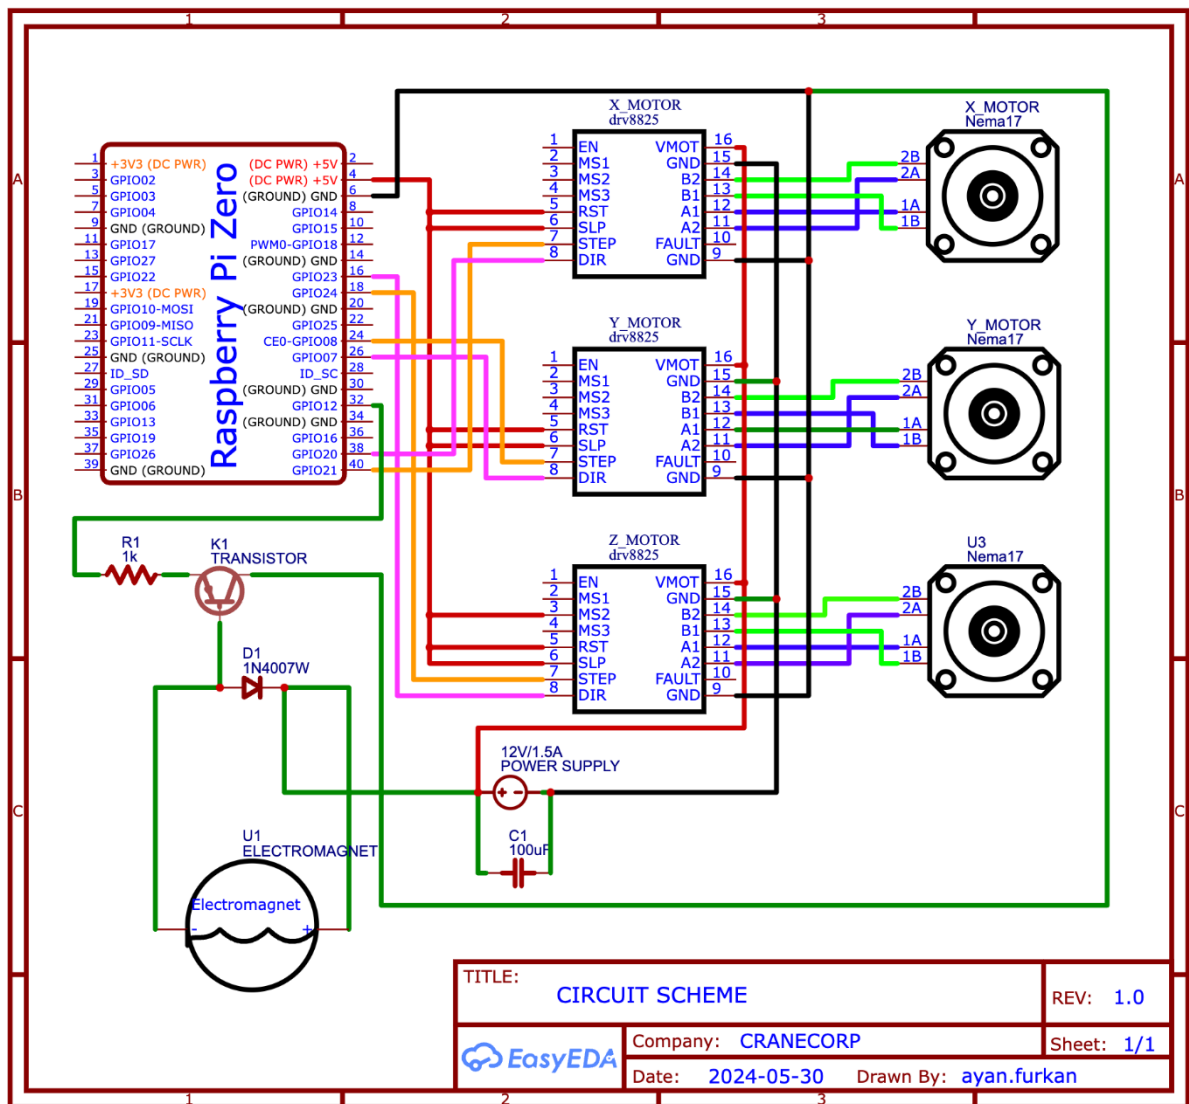 1 2 3
A A
B B
C C
1 2 3
Raspberry Pi Zero
1 +3V3 (DC PWR) (DC PWR) +5V 2
3 GPIO02 (DC PWR) +5V 4
5 GPIO03 (GROUND) GND 6
7 GPIO04 GPIO14 8
9 GND (GROUND) GPIO15 10
11 GPIO17 PWM0-GPIO18 12
13 GPIO27 (GROUND) GND 14
15 GPIO22 GPIO23 16
17 +3V3 (DC PWR) GPIO24 18
19 GPIO10-MOSI (GROUND) GND 20
21 GPIO09-MISO GPIO25 22
23 GPIO11-SCLK CE0-GPIO08 24
25 GND (GROUND) GPIO07 26
27 ID_SD ID_SC 28
29 GPIO05 (GROUND) GND 30
31 GPIO06 GPIO12 32
33 GPIO13 (GROUND) GND 34
35 GPIO19 GPIO16 36
37 GPIO26 GPIO20 38
39 GND (GROUND) GPIO21 40
X_MOTOR
drv8825
1 EN VMOT 16
2 MS1 GND 15
3 MS2 B2 14
4 MS3 B1 13
5 RST A1 12
6 SLP A2 11
7 STEP FAULT 10
8 DIR GND 9
X_MOTOR
Nema17
2B
2A
1A
1B
Y_MOTOR
drv8825
1 EN VMOT 16
2 MS1 GND 15
3 MS2 B2 14
4 MS3 B1 13
5 RST A1 12
6 SLP A2 11
7 STEP FAULT 10
8 DIR GND 9
Y_MOTOR
Nema17
2B
2A
1A
1B
Z_MOTOR
drv8825
1 EN VMOT 16
2 MS1 GND 15
3 MS2 B2 14
4 MS3 B1 13
5 RST A1 12
6 SLP A2 11
7 STEP FAULT 10
8 DIR GND 9
U3
Nema17
2B
2A
1A
1B
R1
1k
K1
TRANSISTOR
D1
1N4007W
12V/1.5A
POWER SUPPLY
+ -
C1
100uF
U1
ELECTROMAGNET
Electromagnet
- +
TITLE:
CIRCUIT SCHEME
REV: 1.0
EasyEDA
Company: CRANECORP
Sheet: 1/1
Date: 2024-05-30 Drawn By: ayan.furkan